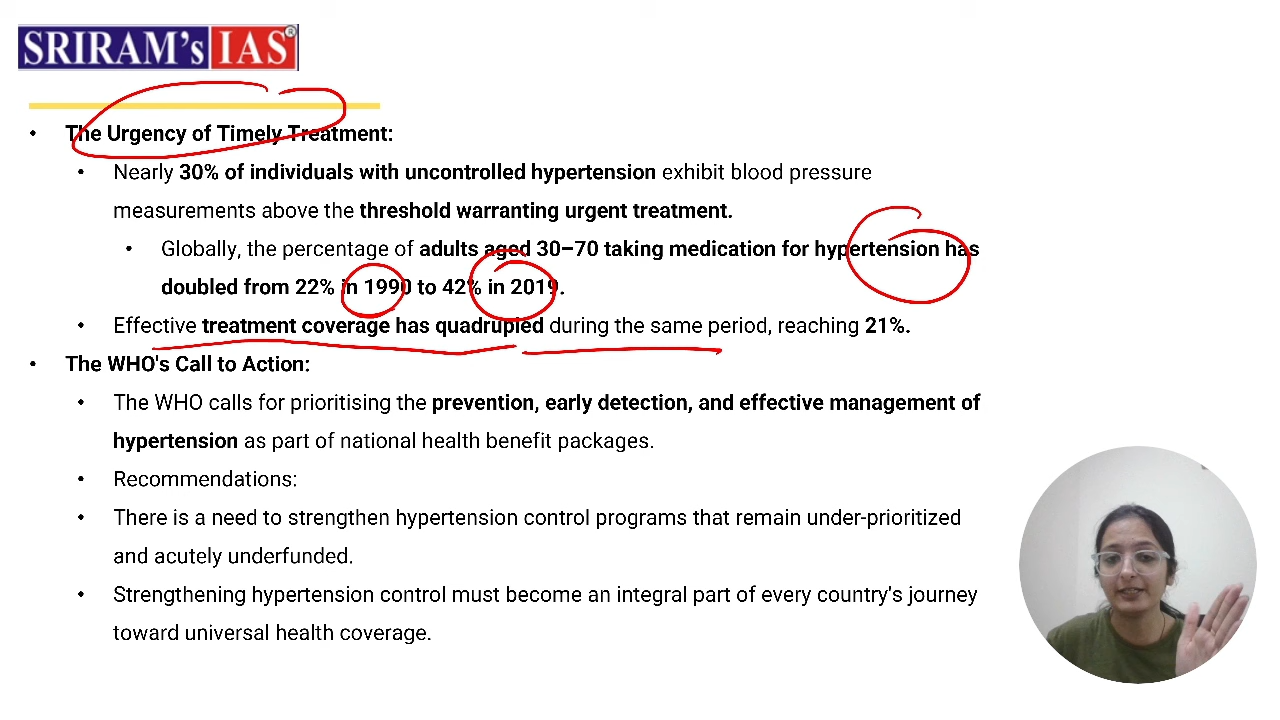 SRIRAM's IAS®
• The Urgency of Timely Treatment:
• Nearly 30% of individuals with uncontrolled hypertension exhibit blood pressure
measurements above the threshold warranting urgent treatment.
• Globally, the percentage of adults aged 30–70 taking medication for hypertension has
doubled from 22% in 1990 to 42% in 2019.
• Effective treatment coverage has quadrupled during the same period, reaching 21%.
• The WHO's Call to Action:
• The WHO calls for prioritising the prevention, early detection, and effective management of
hypertension as part of national health benefit packages.
• Recommendations:
• There is a need to strengthen hypertension control programs that remain under-prioritized
and acutely underfunded.
• Strengthening hypertension control must become an integral part of every country's journey
toward universal health coverage.